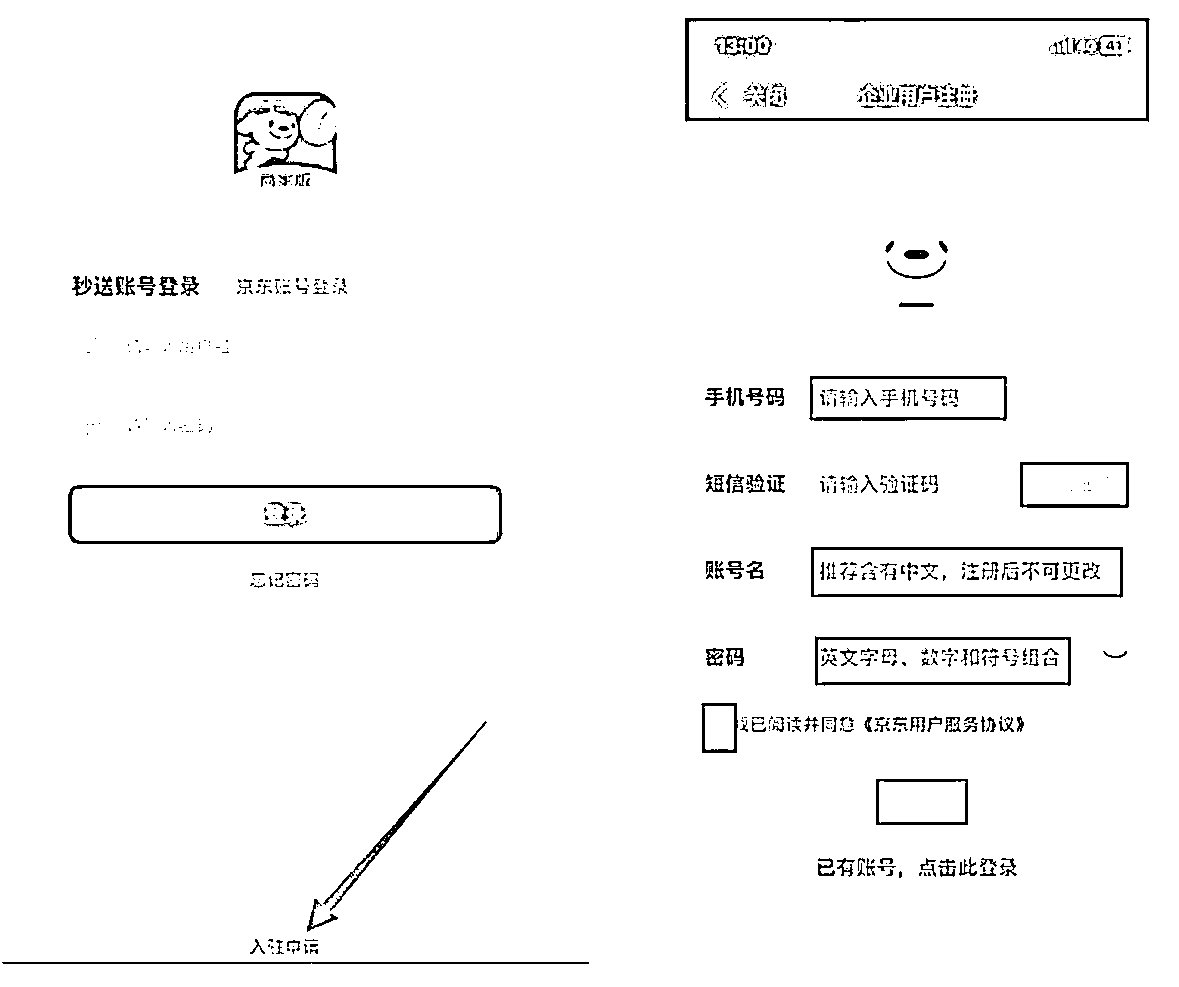 商家版
秒送账号登录 京东账号登录
登录
忘记密码
入驻申请
13:00
41
关闭 企业用户注册
手机号码 请输入手机号码
短信验证 请输入验证码
账号名 推荐含有中文，注册后不可更改
密码 英文字母、数字和符号组合
我已阅读并同意《京东用户服务协议》
已有账号，点击此登录